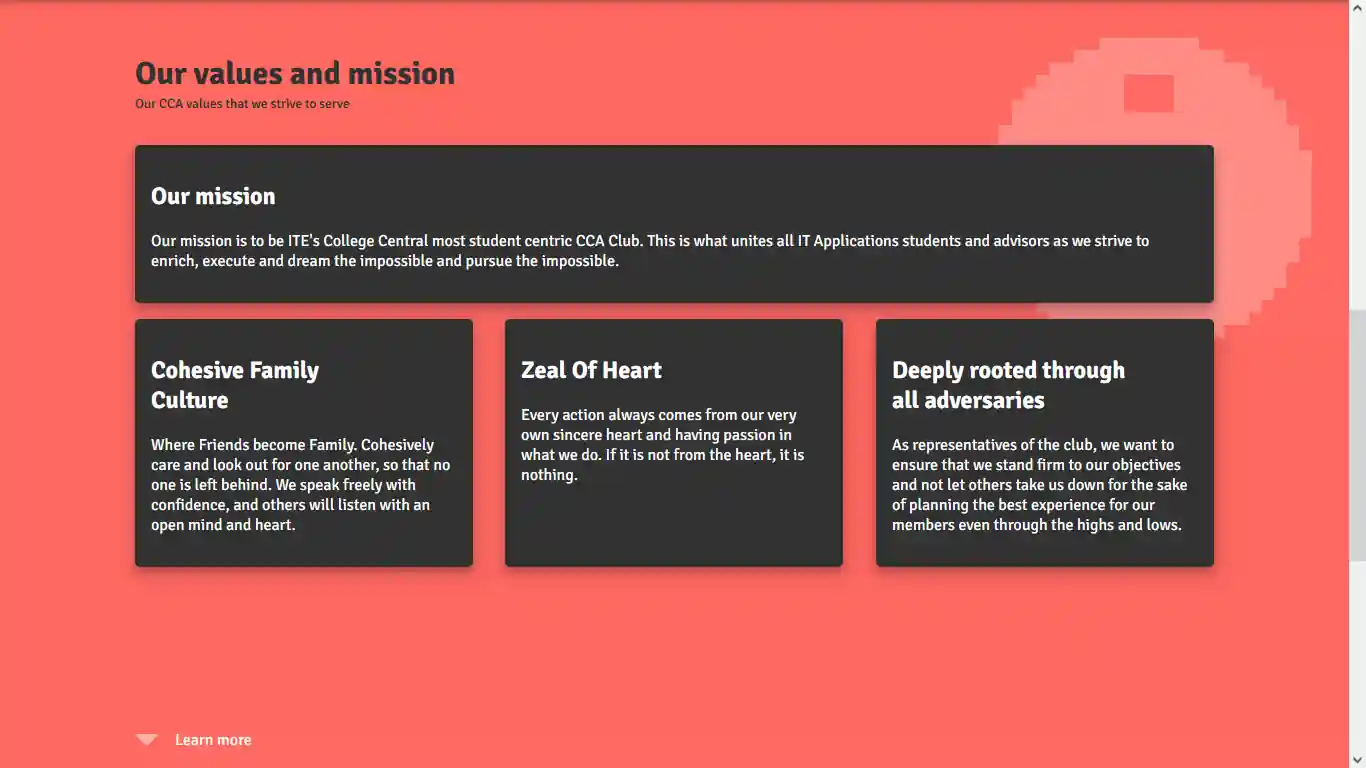 Our values and mission
Our CCA values that we strive to serve
Our mission
Our mission is to be ITE's College Central most student centric CCA Club. This is what unites all IT Applications students and advisors as we strive to
enrich, execute and dream the impossible and pursue the impossible.
Cohesive Family
Culture
Where Friends become Family. Cohesively
care and look out for one another, so that no
one is left behind. We speak freely with
confidence, and others will listen with an
open mind and heart.
Zeal Of Heart
Every action always comes from our very
own sincere heart and having passion in
what we do. If it is not from the heart, it is
nothing.
Deeply rooted through
all adversaries
As representatives of the club, we want to
ensure that we stand firm to our objectives
and not let others take us down for the sake
of planning the best experience for our
members even through the highs and lows.
Learn more